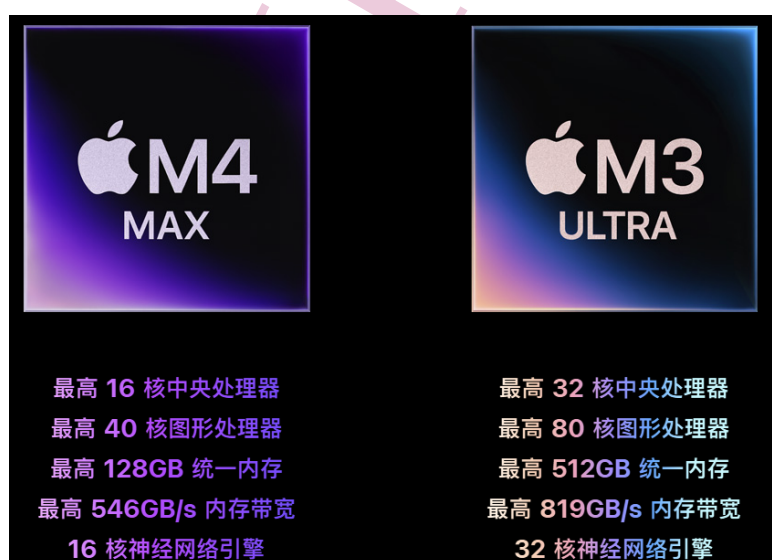 M4
MAX
最高 16 核中央处理器
最高 40 核图形处理器
最高 128GB 统一内存
最高 546GB/s 内存带宽
16 核神经网络引擎
M3
ULTRA
最高 32 核中央处理器
最高 80 核图形处理器
最高 512GB 统一内存
最高 819GB/s 内存带宽
32 核神经网络引擎